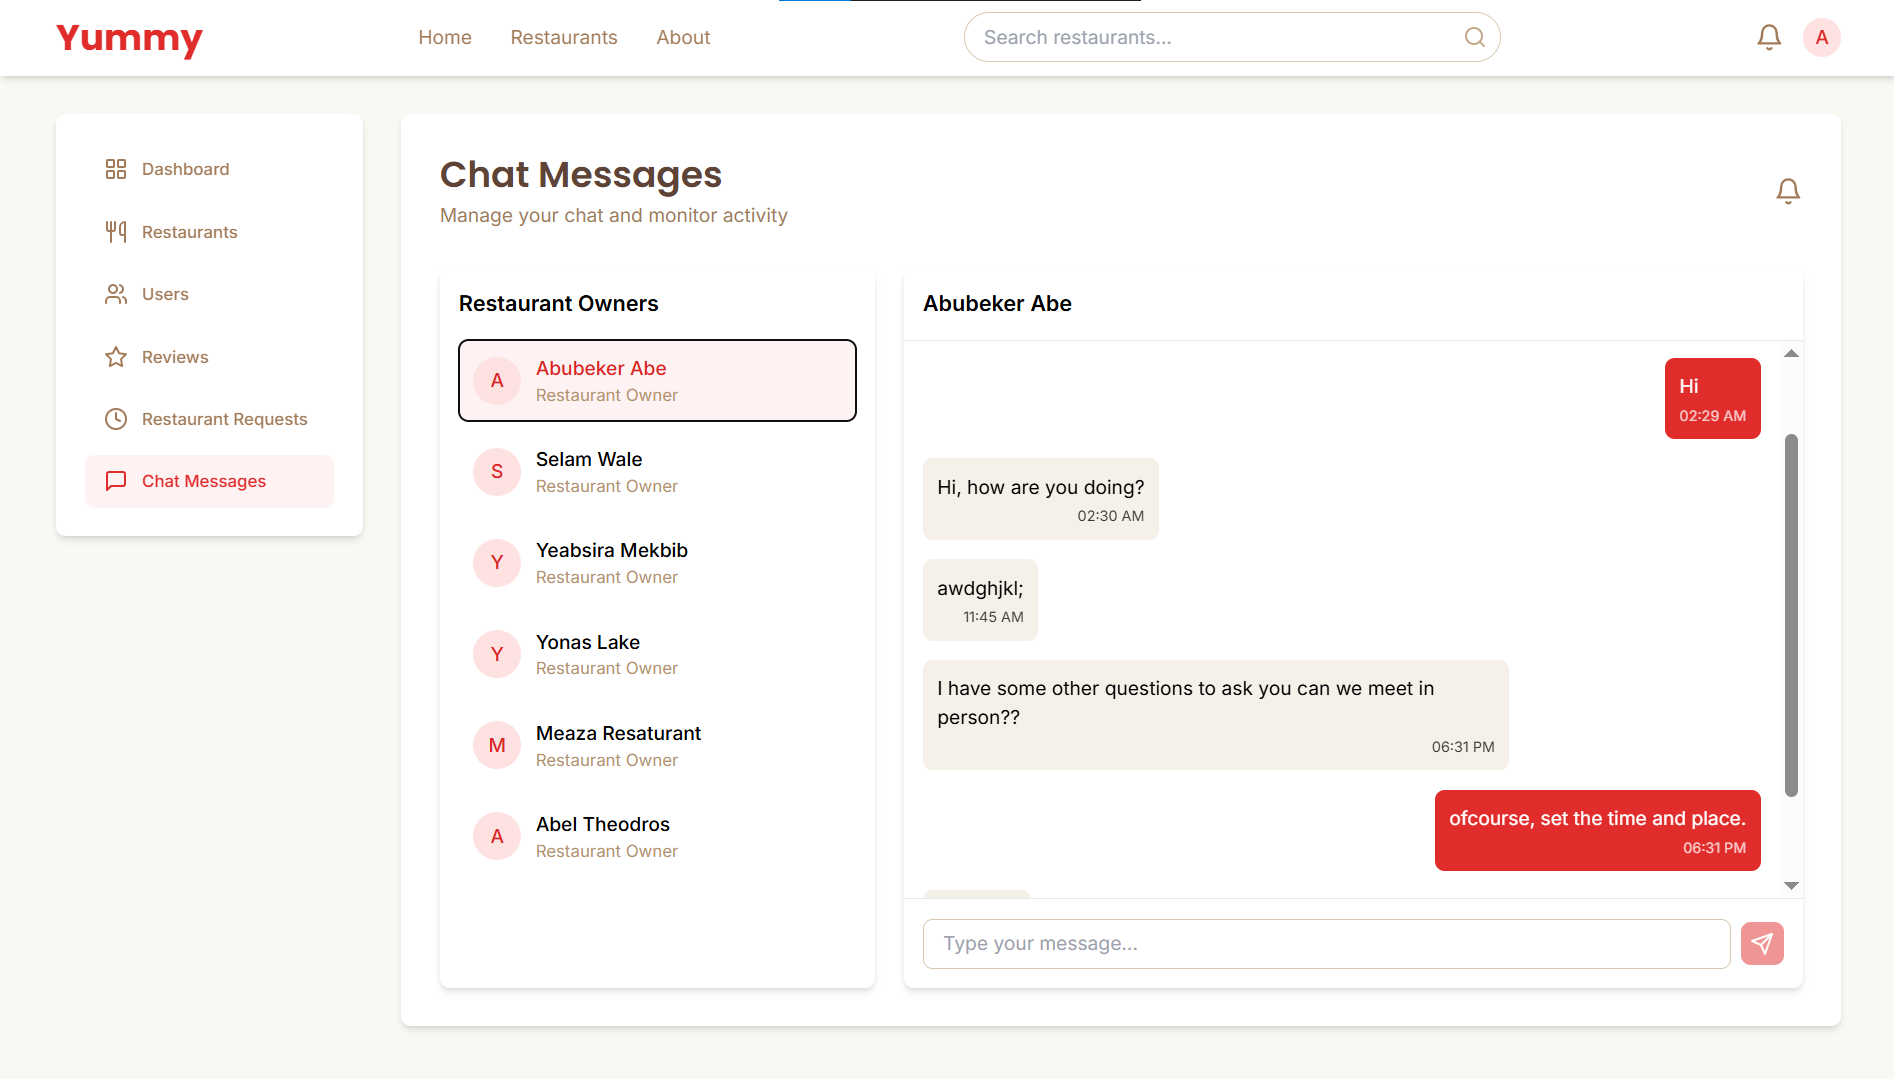 Yummy
Home
Restaurants
About
Search restaurants...
A
Dashboard
Restaurants
Users
Reviews
Restaurant Requests
Chat Messages
Chat Messages
Manage your chat and monitor activity
Restaurant Owners
A
Abubeker Abe
Restaurant Owner
S
Selam Wale
Restaurant Owner
Y
Yeabsira Mekbib
Restaurant Owner
Y
Yonas Lake
Restaurant Owner
M
Meaza Resaturant
Restaurant Owner
A
Abel Theodros
Restaurant Owner
Abubeker Abe
Hi
02:29 AM
Hi, how are you doing?
02:30 AM
awdghjkl;
11:45 AM
I have some other questions to ask you can we meet in
person??
06:31 PM
ofcourse, set the time and place.
06:31 PM
Type your message...